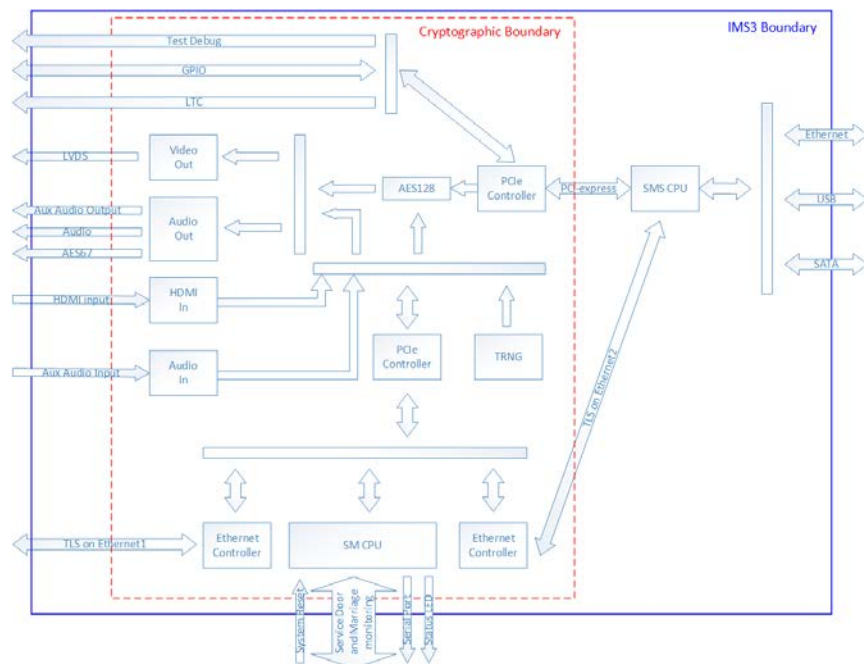 Cryptographic Boundary
IMS3 Boundary
Test Debug
GPIO
LTC
Ethernet
LVDS
Video
Out
AES128
PCIe
Controller
PCI-express
SMS CPU
USB
Aux Audio Output
Audio
AES67
Audio
Out
SATA
HDMI input
HDMI
In
Aux Audio Input
Audio
In
PCIe
Controller
TRNG
TLS on Ethernet2
TLS on Ethernet1
Ethernet
Controller
SM CPU
Ethernet
Controller
System Reset
Service Door
and Marriage
monitoring
Serial Port
Status LED